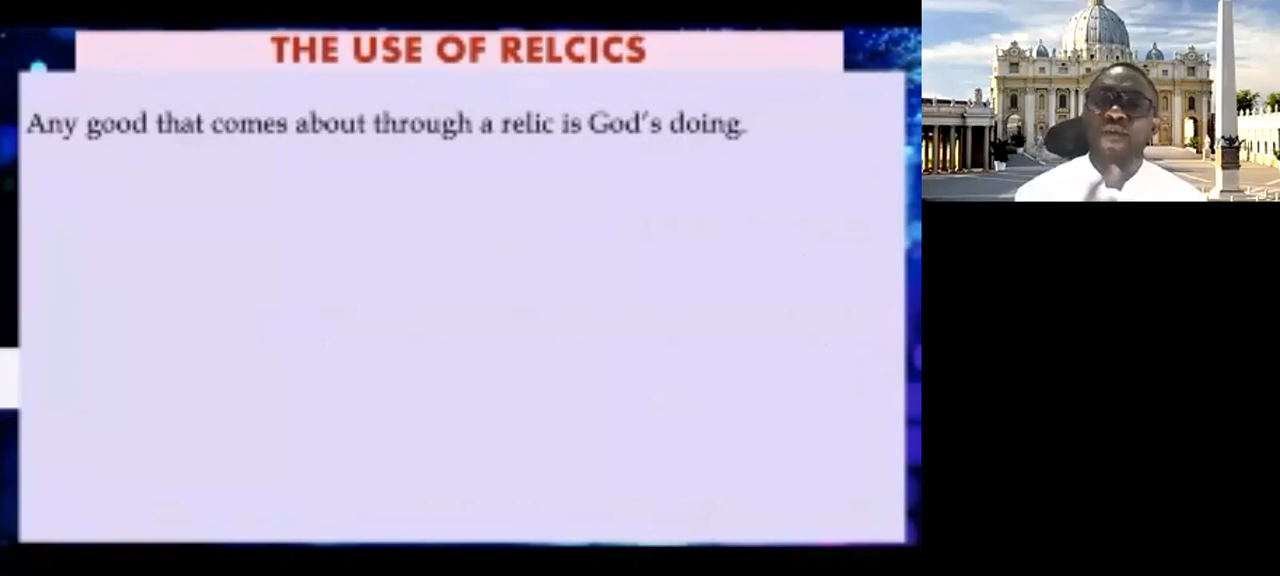 THE USE OF RELCICS
Any good that comes about through a relic is God's doing.